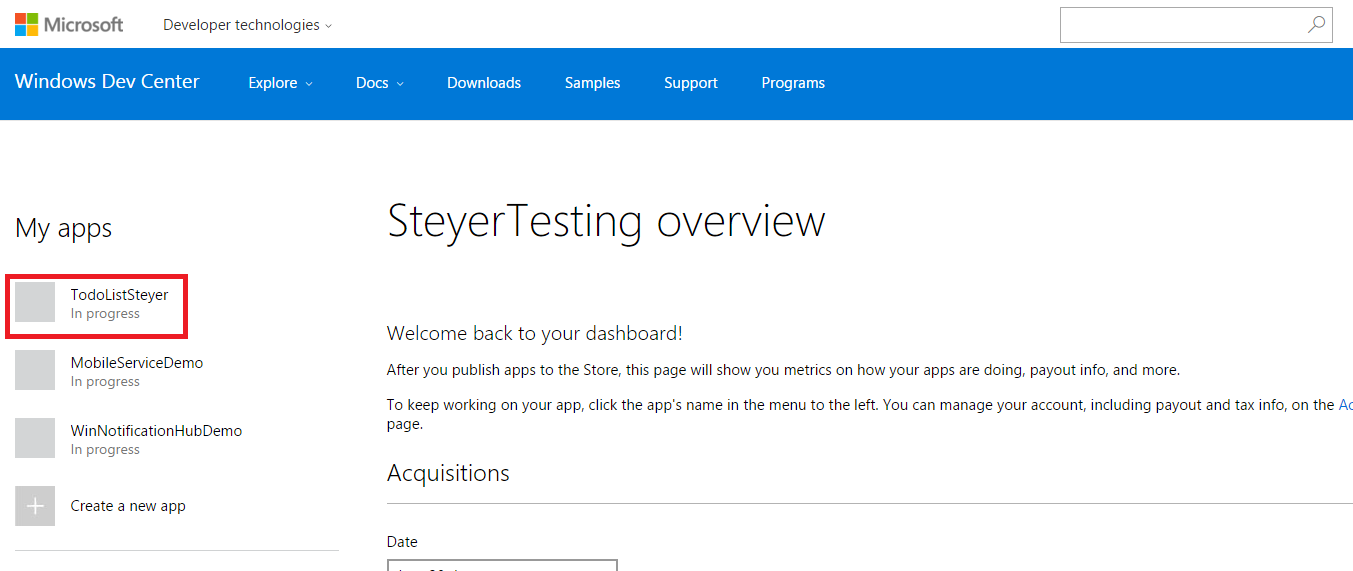 Microsoft
Developer technologies
Windows Dev Center
Explore
Docs
Downloads
Samples
Support
Programs
My apps
TodoListSteyer
In progress
MobileServiceDemo
In progress
WinNotificationHubDemo
In progress
Create a new app
SteyerTesting overview
Welcome back to your dashboard!
After you publish apps to the Store, this page will show you metrics on how your apps are doing, payout info, and more.
To keep working on your app, click the app's name in the menu to the left. You can manage your account, including payout and tax info, on the Ac
page.
Acquisitions
Date